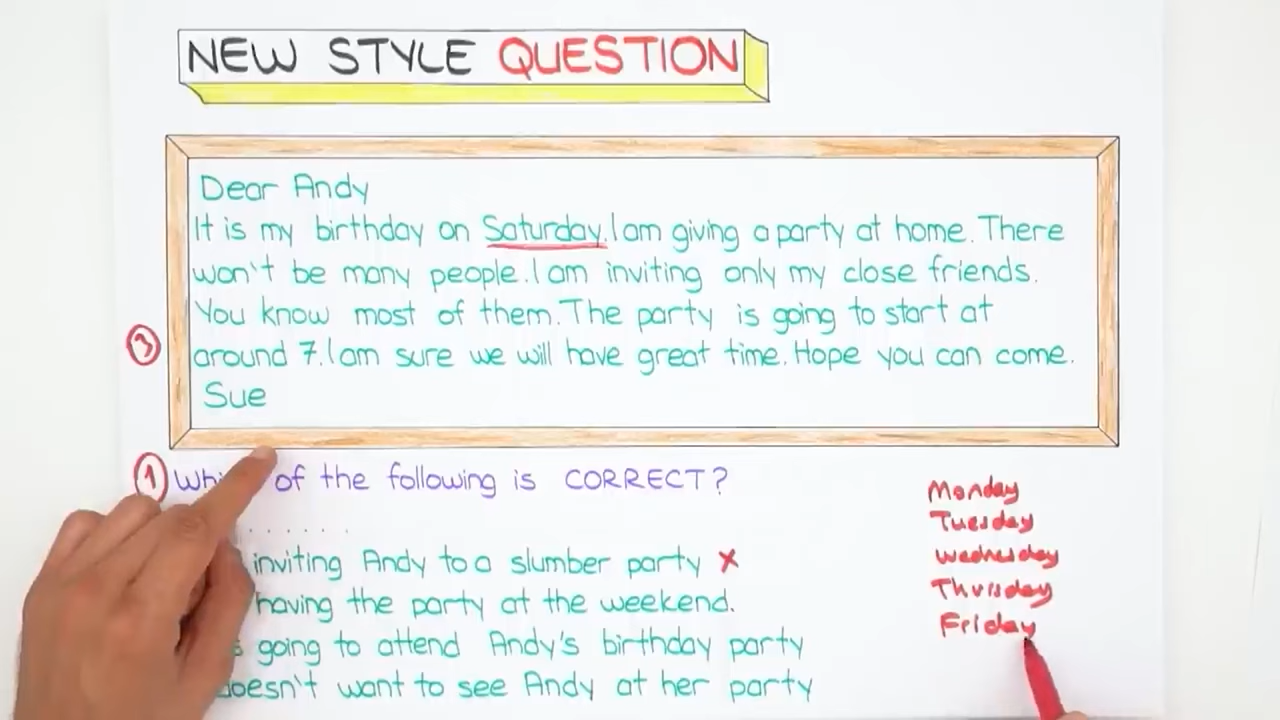 NEW STYLE QUESTION
Dear Andy
It is my birthday on Saturday. I am giving a party at home. There
won't be many people. I am inviting only my close friends.
You know most of them. The party is going to start at
3
around 7. I am sure we will have great time. Hope you can come.
Sue
1 of the following is CORRECT?
......
inviting Andy to a slumber party x
having the party at the weekend.
going to attend Andy's birthday party
doesn't want to see Andy at her party
Monday
Tuesday
Wednesday
Thursday
Friday